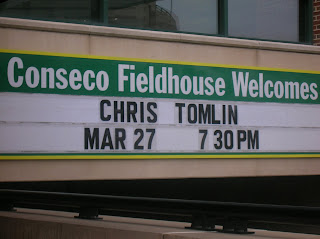 Conseco Fieldhouse Welcomes
CHRIS TOMLIN
MAR 27 7 30 PM